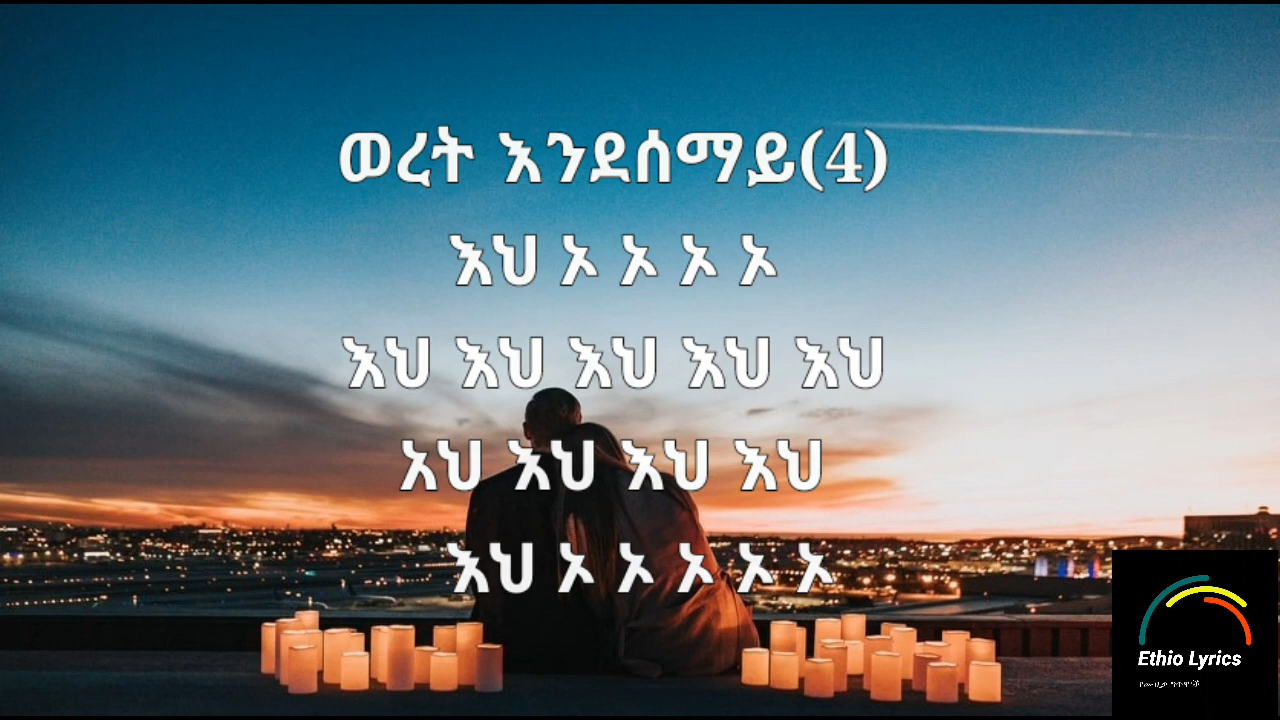 ወረት እንደሰማይ(4)
እህ ኦ ኦ ኦ ኦ
እህ እህ እህ እህ እህ
አህ እህ እህ እህ
እህ ኦ ኦ ኦ ኦ ኦ
Ethio Lyrics